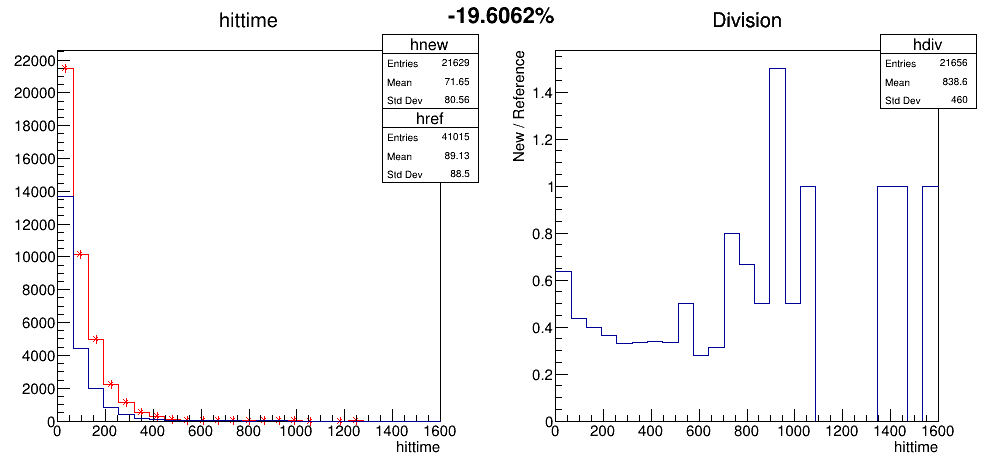 -19.6062%
hittime
hnew
Entries 21629
Mean 71.65
Std Dev 80.56
href
Entries 41015
Mean 89.13
Std Dev 88.5
22000
20000
18000
16000
14000
12000
10000
8000
6000
4000
2000
0
0 200 400 600 800 1000 1200 1400 1600
hittime
Division
hdiv
Entries 21656
Mean 838.6
Std Dev 460
New / Reference
1.4
1.2
1
0.8
0.6
0.4
0.2
0
0 200 400 600 800 1000 1200 1400 1600
hittime